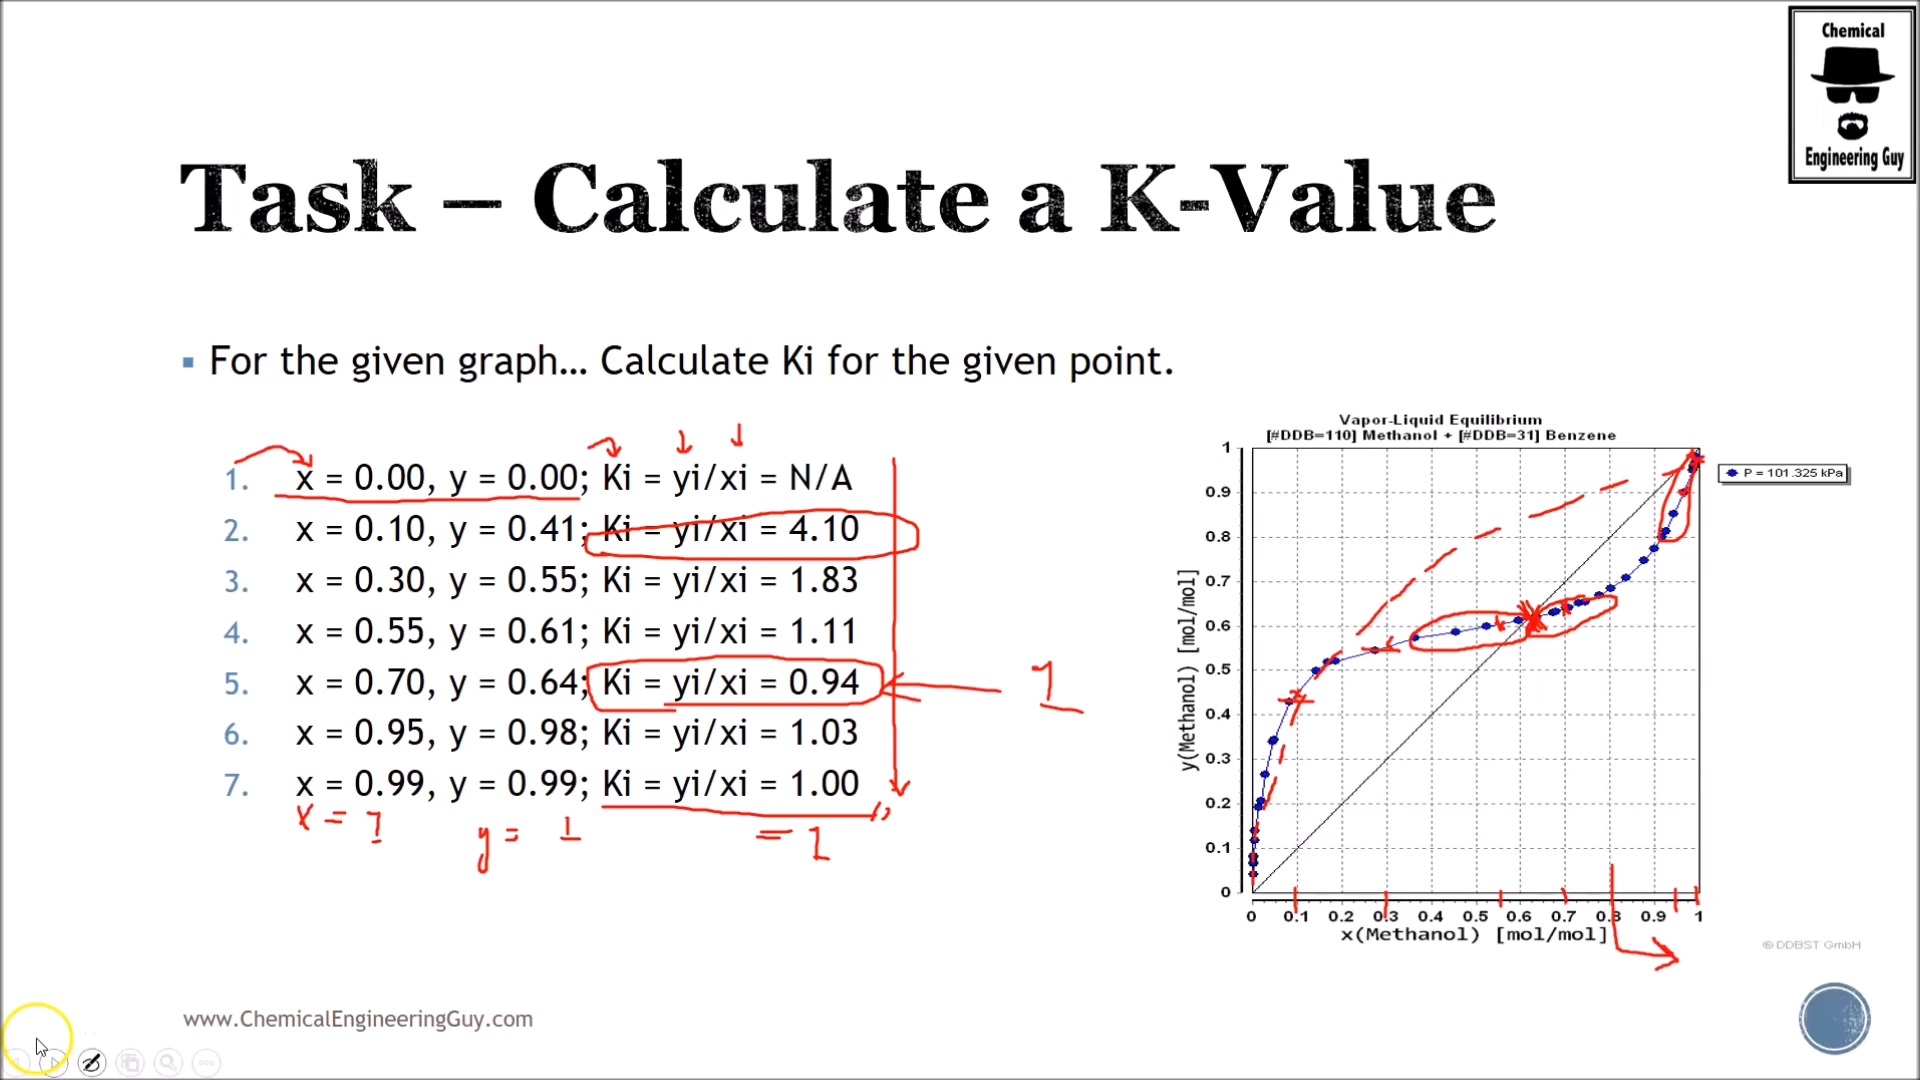 Chemical
Engineering Guy
Task – Calculate a K-Value
▪ For the given graph... Calculate Ki for the given point.
1. x = 0.00, y = 0.00; Ki = yi/xi = N/A
2. x = 0.10, y = 0.41; Ki = yi/xi = 4.10
3. x = 0.30, y = 0.55; Ki = yi/xi = 1.83
4. x = 0.55, y = 0.61; Ki = yi/xi = 1.11
5. x = 0.70, y = 0.64; Ki = yi/xi = 0.94
1
6. x = 0.95, y = 0.98; Ki = yi/xi = 1.03
7. x = 0.99, y = 0.99; Ki = yi/xi = 1.00
x = 1 y = 1 = 1
Vapor-Liquid Equilibrium
[#DDB=110] Methanol + [#DDB=31] Benzene
P = 101.325 kPa
y(Methanol) [mol/mol]
1
0.9
0.8
0.7
0.6
0.5
0.4
0.3
0.2
0.1
0
0 0.1 0.2 0.3 0.4 0.5 0.6 0.7 0.8 0.9 1
x(Methanol) [mol/mol]
© DDBST GmbH
www.ChemicalEngineeringGuy.com